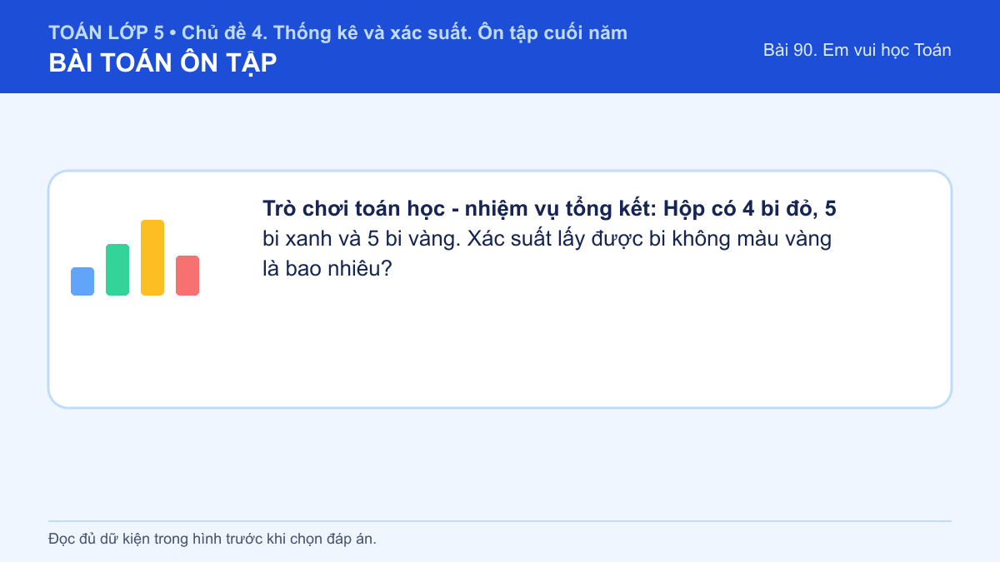 TOÁN LỚP 5 • Chủ đề 4. Thống kê và xác suất. Ôn tập cuối năm
BÀI TOÁN ÔN TẬP
Bài 90. Em vui học Toán
Trò chơi toán học - nhiệm vụ tổng kết: Hộp có 4 bi đỏ, 5
bi xanh và 5 bi vàng. Xác suất lấy được bi không màu vàng
là bao nhiêu?
Đọc đủ dữ kiện trong hình trước khi chọn đáp án.